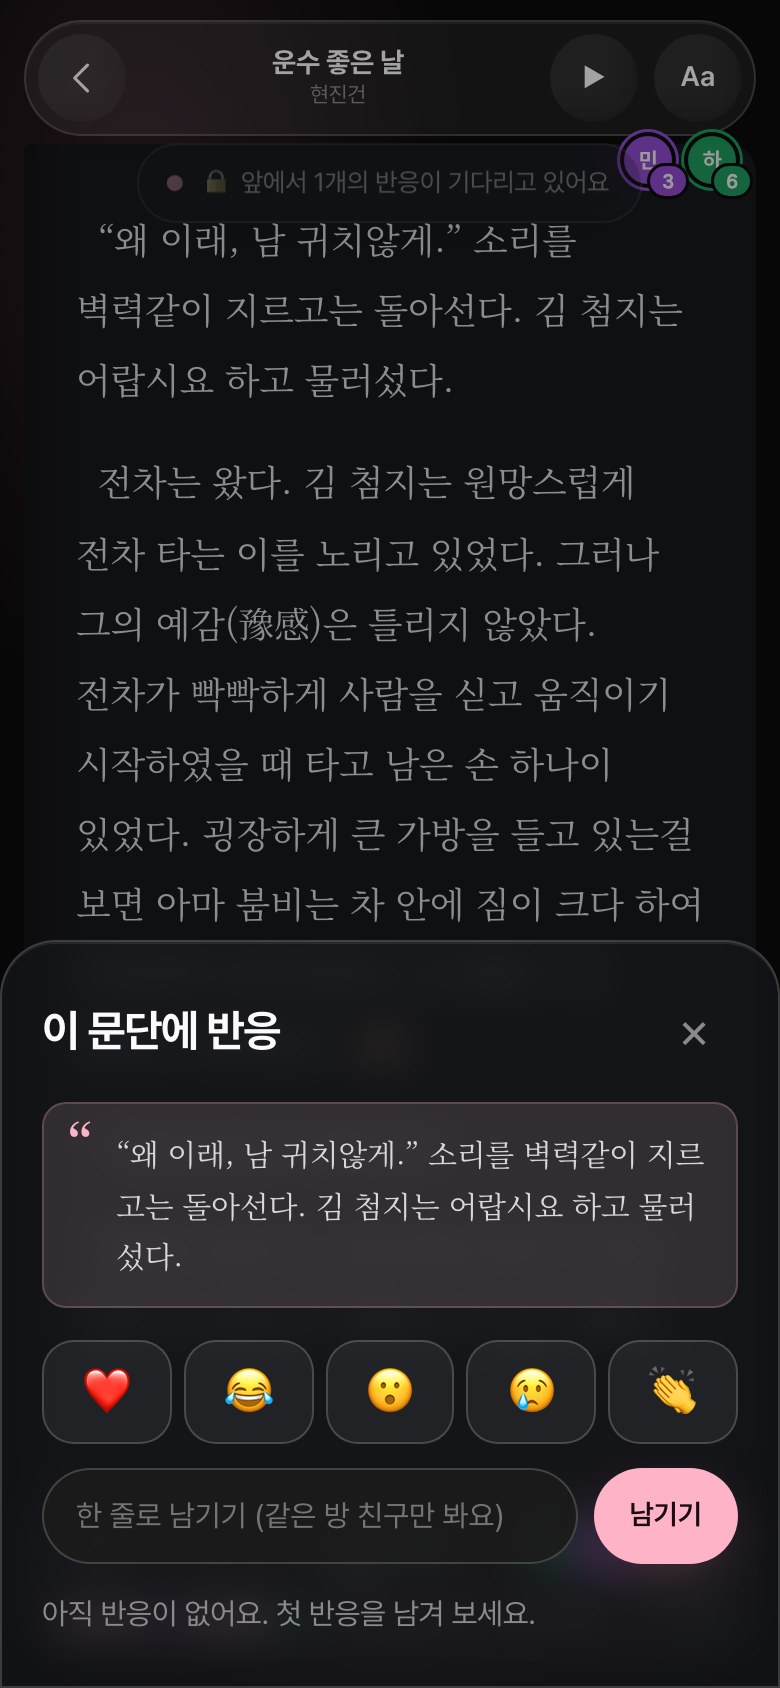 운수 좋은 날
현진건
Aa
민
하
3
6
앞에서 1개의 반응이 기다리고 있어요
“왜 이래, 남 귀치않게.” 소리를
벽력같이 지르고는 돌아선다. 김 첨지는
어랍시요 하고 물러섰다.
전차는 왔다. 김 첨지는 원망스럽게
전차 타는 이를 노리고 있었다. 그러나
그의 예감(豫感)은 틀리지 않았다.
전차가 빡빡하게 사람을 싣고 움직이기
시작하였을 때 타고 남은 손 하나이
있었다. 굉장하게 큰 가방을 들고 있는걸
보면 아마 붐비는 차 안에 짐이 크다 하여
이 문단에 반응
“왜 이래, 남 귀치않게.” 소리를 벽력같이 지르
고는 돌아선다. 김 첨지는 어랍시요 하고 물러
섰다.
한 줄로 남기기 (같은 방 친구만 봐요)
남기기
아직 반응이 없어요. 첫 반응을 남겨 보세요.